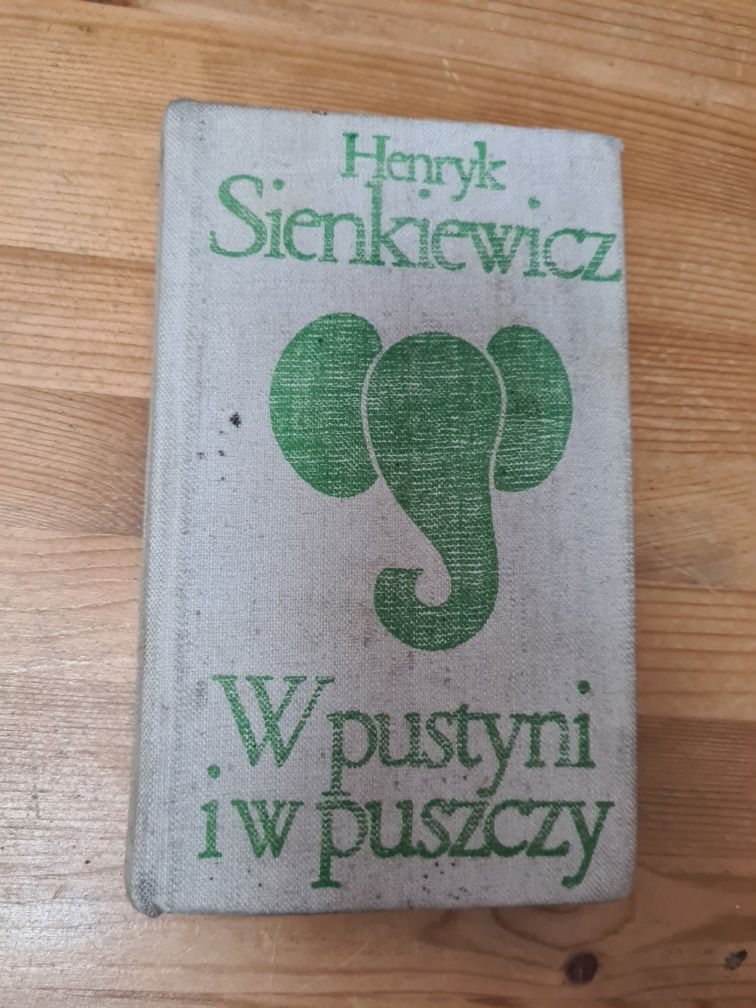 Henryk
Sienkiewicz
W pustyni
i w puszczy